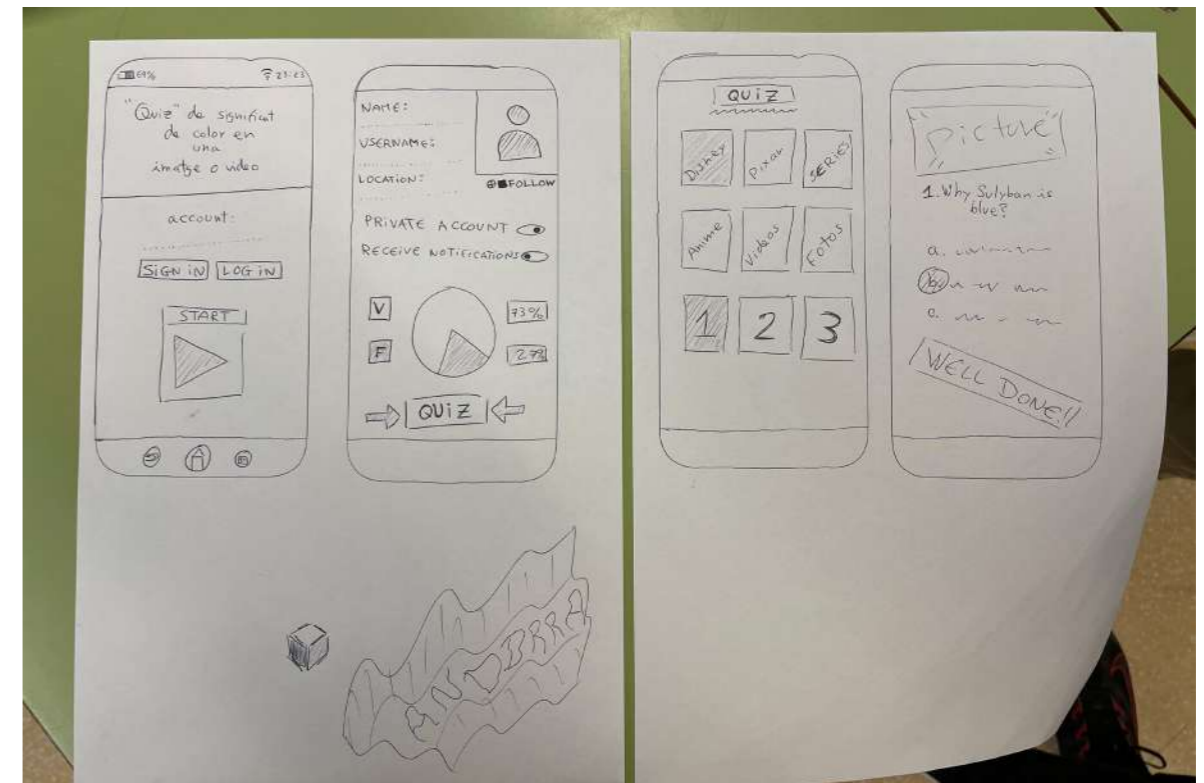 69% 23:23
"Quiz" de significat
de color en
una
imatge o video
account:
SIGN IN LOG IN
START
NAME:
USERNAME:
LOCATION:
FOLLOW
PRIVATE ACCOUNT
RECEIVE NOTIFICATIONS
V 73%
F 27%
QUIZ
QUIZ
Disney Pixar SERIES
Anime Videos Fotos
1 2 3
Picture
1. Why Sulyban is
blue?
a.
b.
c.
WELL DONE!!